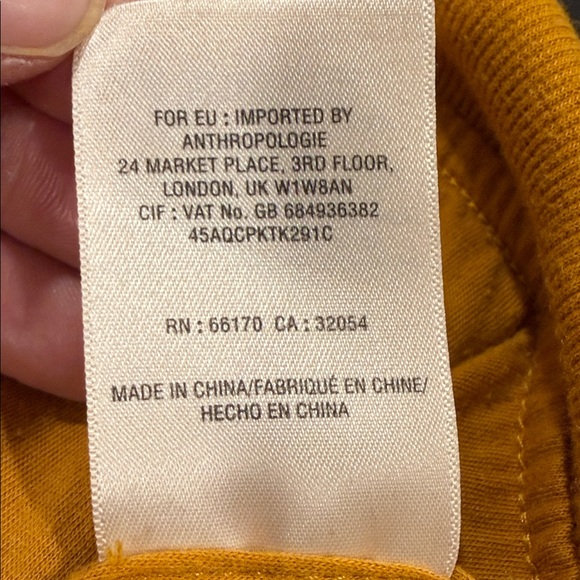 FOR EU : IMPORTED BY
ANTHROPOLOGIE
24 MARKET PLACE, 3RD FLOOR,
LONDON, UK W1W8AN
CIF : VAT No. GB 684936382
45AQCPKTK291C
RN : 66170 CA : 32054
MADE IN CHINA/FABRIQUÉ EN CHINE/
HECHO EN CHINA